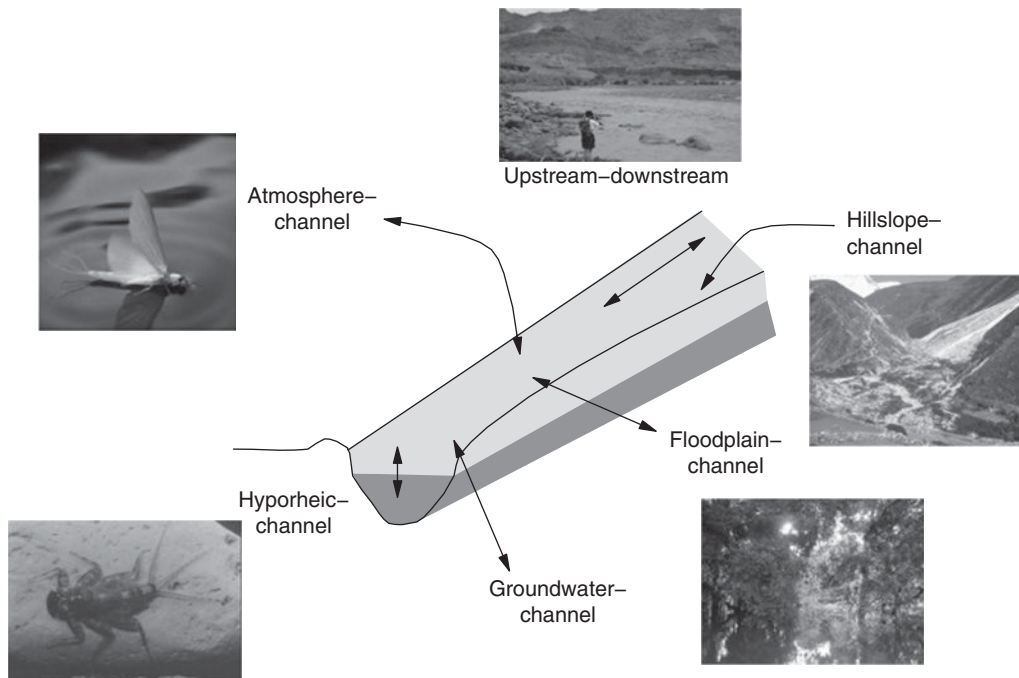 Upstream–downstream
Atmosphere–
channel
Hillslope–
channel
Floodplain–
channel
Hyporheic–
channel
Groundwater–
channel